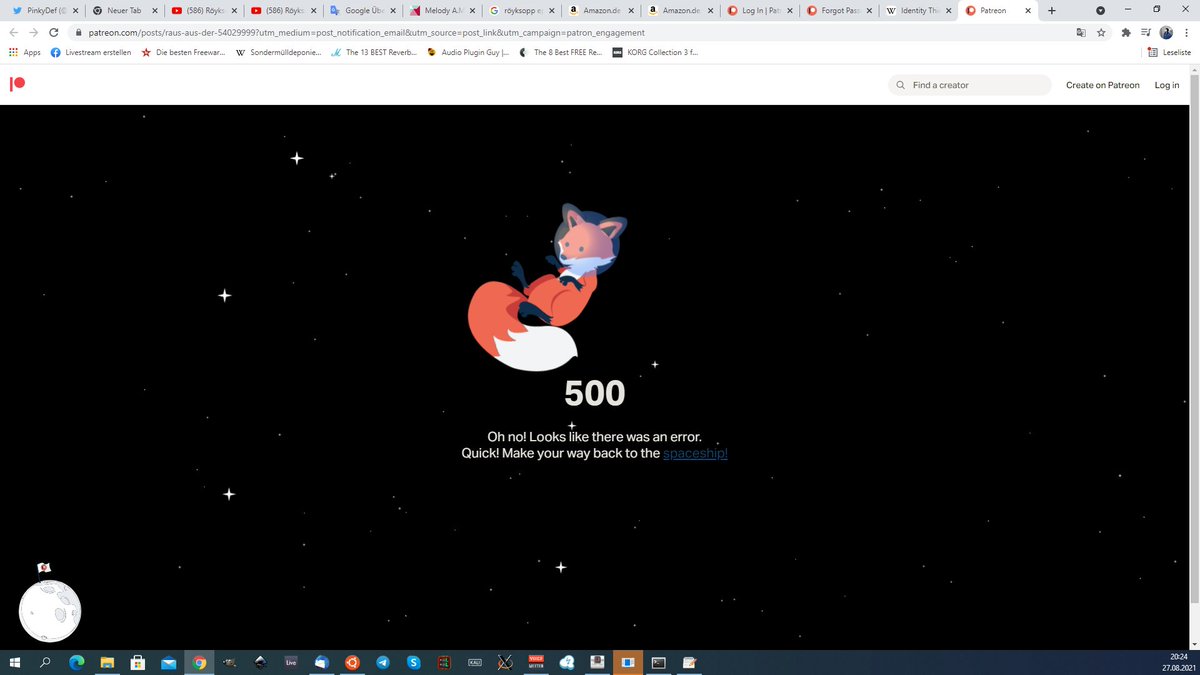 PinkyDef (@
Neuer Tab
(586) Röyks
(586) Röyks
Google Übe
Melody A.M
röyksopp e
Amazon.de
Amazon.de
Log In | Pat
Forgot Pass
Identity Thi
Patreon
patreon.com/posts/raus-aus-der-54029999?utm_medium=post_notification_email&utm_source=post_link&utm_campaign=patron_engagement
Apps
Livestream erstellen
Die besten Freewar...
Sondermülldeponie...
The 13 BEST Reverb...
Audio Plugin Guy |...
The 8 Best FREE Re...
KORG Collection 3 f...
Leseliste
Find a creator
Create on Patreon
Log in
500
Oh no! Looks like there was an error.
Quick! Make your way back to the spaceship!
Live
20:24
27.08.2021